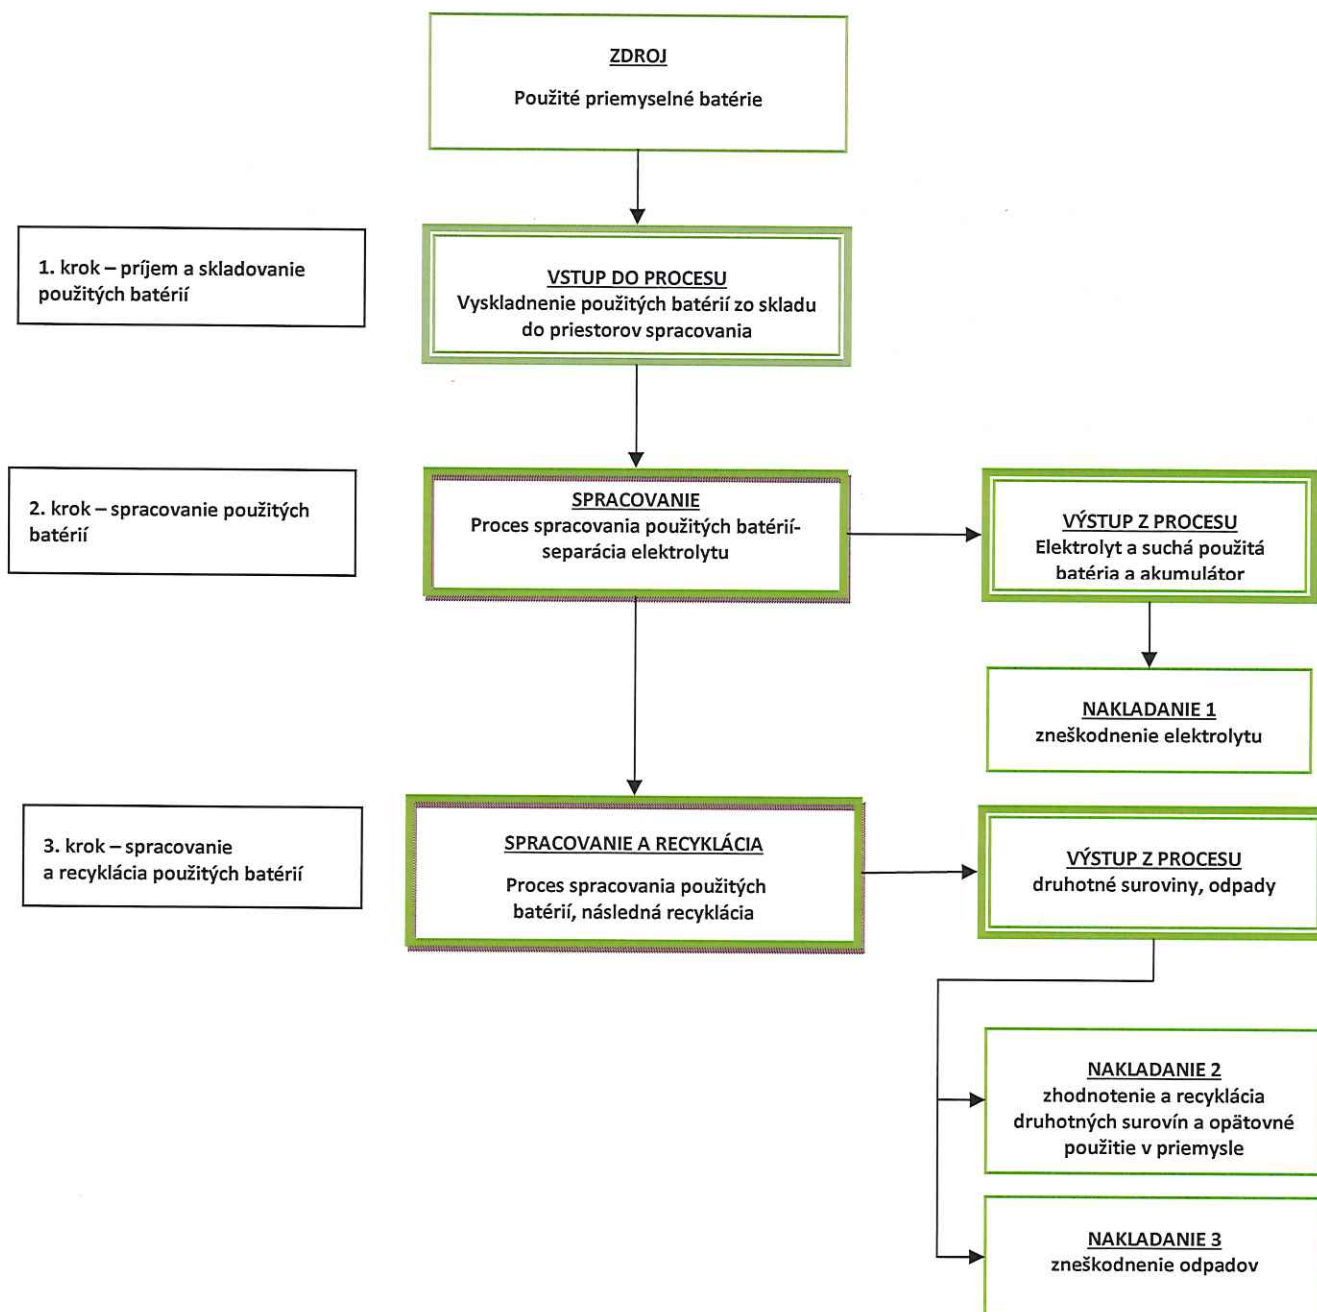 ZDROJ
Použité priemyselné batérie
1. krok – príjem a skladovanie
použitých batérií
VSTUP DO PROCESU
Vyskladnenie použitých batérií zo skladu
do priestorov spracovania
2. krok – spracovanie použitých
batérií
SPRACOVANIE
Proces spracovania použitých batérií-
separácia elektrolytu
VÝSTUP Z PROCESU
Elektrolyt a suchá použitá
batéria a akumulátor
NAKLADANIE 1
zneškodnenie elektrolytu
3. krok – spracovanie
a recyklácia použitých batérií
SPRACOVANIE A RECYKLÁCIA
Proces spracovania použitých
batérií, následná recyklácia
VÝSTUP Z PROCESU
druhotné suroviny, odpady
NAKLADANIE 2
zhodnotenie a recyklácia
druhotných surovín a opätovné
použitie v priemysle
NAKLADANIE 3
zneškodnenie odpadov